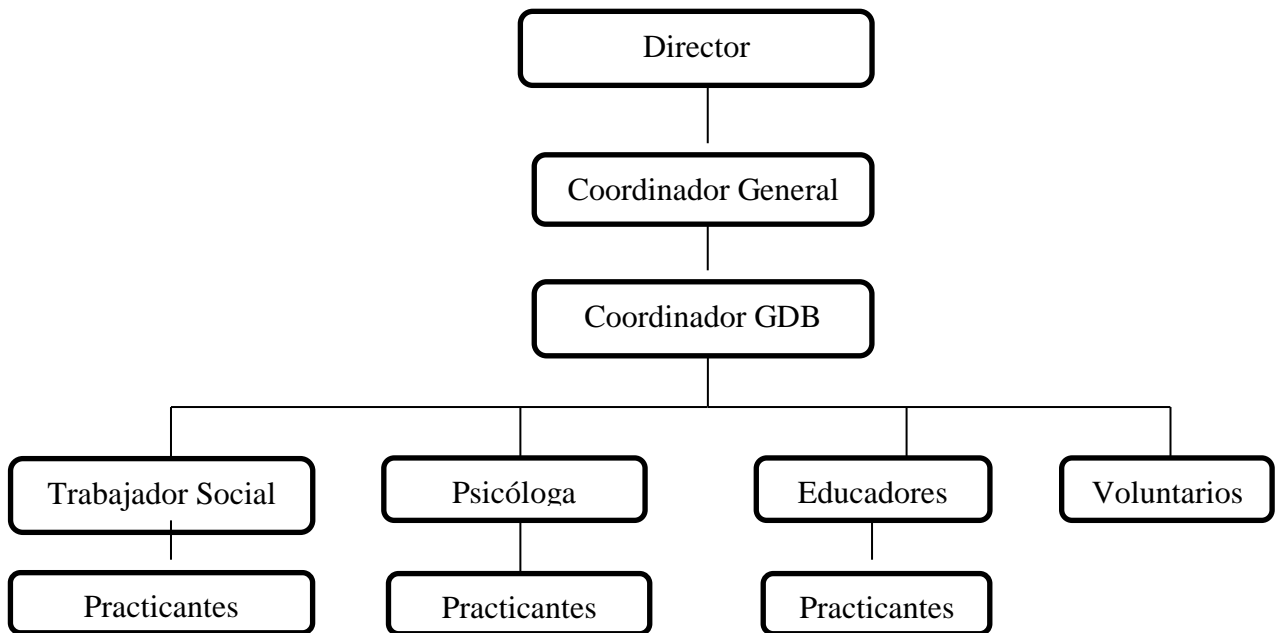 Director
Coordinador General
Coordinador GDB
Trabajador Social
Psicóloga
Educadores
Voluntarios
Practicantes
Practicantes
Practicantes